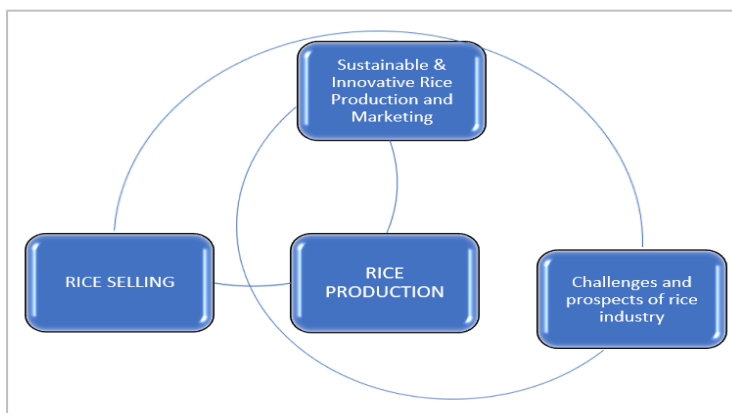 Sustainable &
Innovative Rice
Production and
Marketing
RICE SELLING
RICE
PRODUCTION
Challenges and
prospects of rice
industry